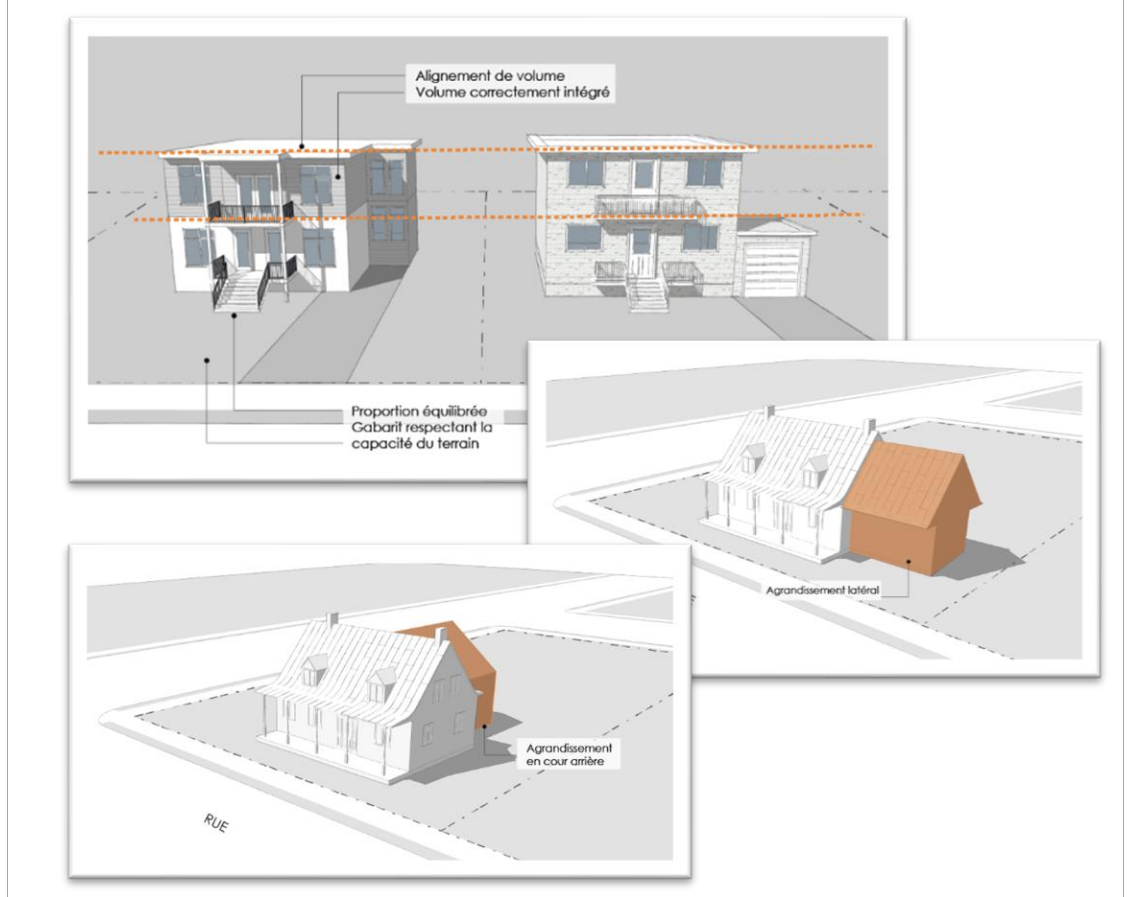 Alignement de volume
Volume correctement intégré
Proportion équilibrée
Gabarit respectant la
capacité du terrain
Agrandissement latéral
Agrandissement
en cour arrière
RUE